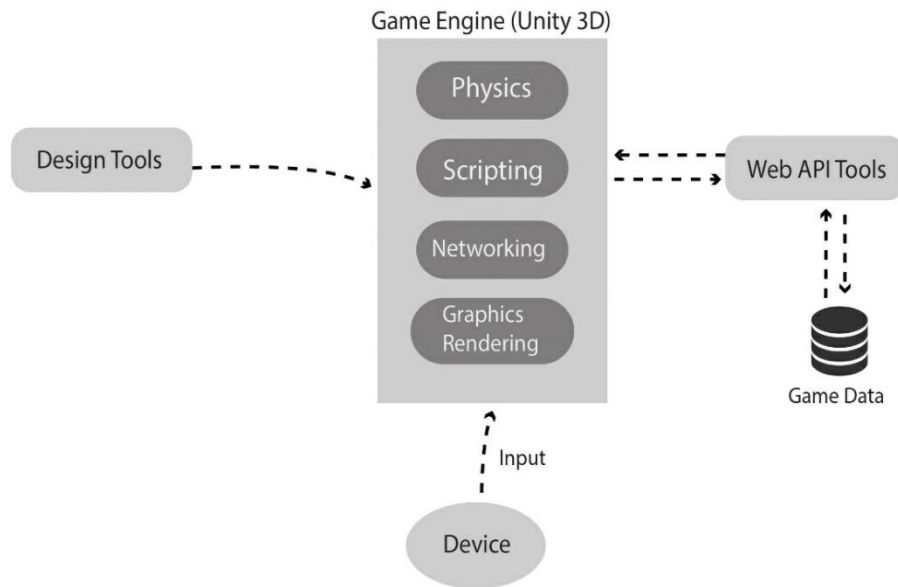 Game Engine (Unity 3D)
Physics
Design Tools
Scripting
Web API Tools
Networking
Graphics
Rendering
Game Data
Input
Device